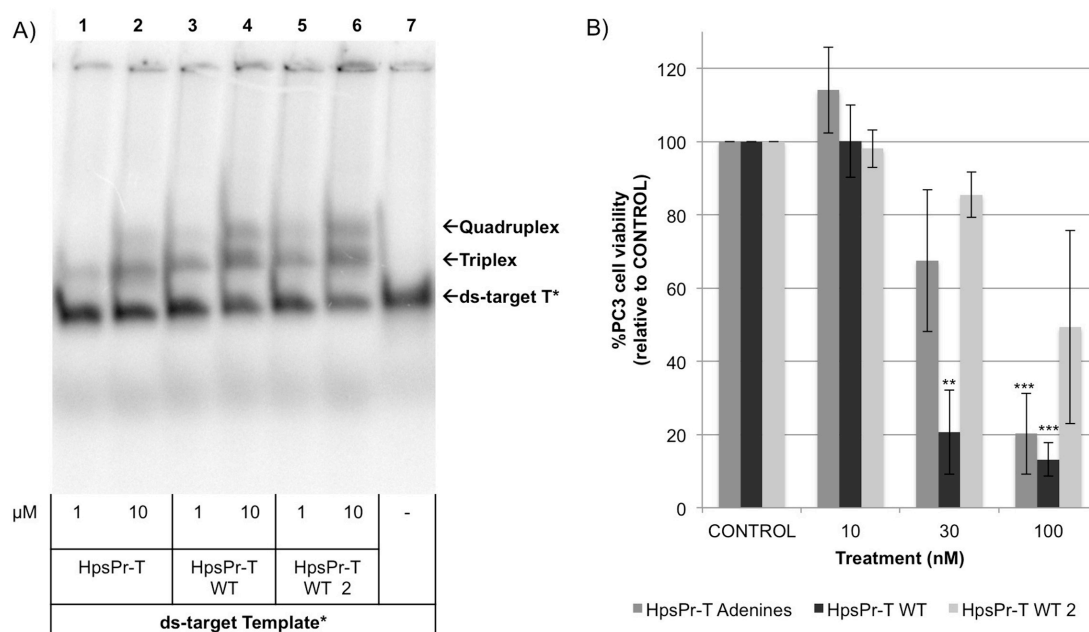 A)
1 2 3 4 5 6 7
←Quadruplex
←Triplex
←ds-target T*
µM 1 10 1 10 1 10 -
HpsPr-T HpsPr-T WT HpsPr-T WT 2
ds-target Template*
B)
%PC3 cell viability
(relative to CONTROL)
120
100
80
60
40
20
0
**
***
***
CONTROL 10 30 100
Treatment (nM)
HpsPr-T Adenines HpsPr-T WT HpsPr-T WT 2